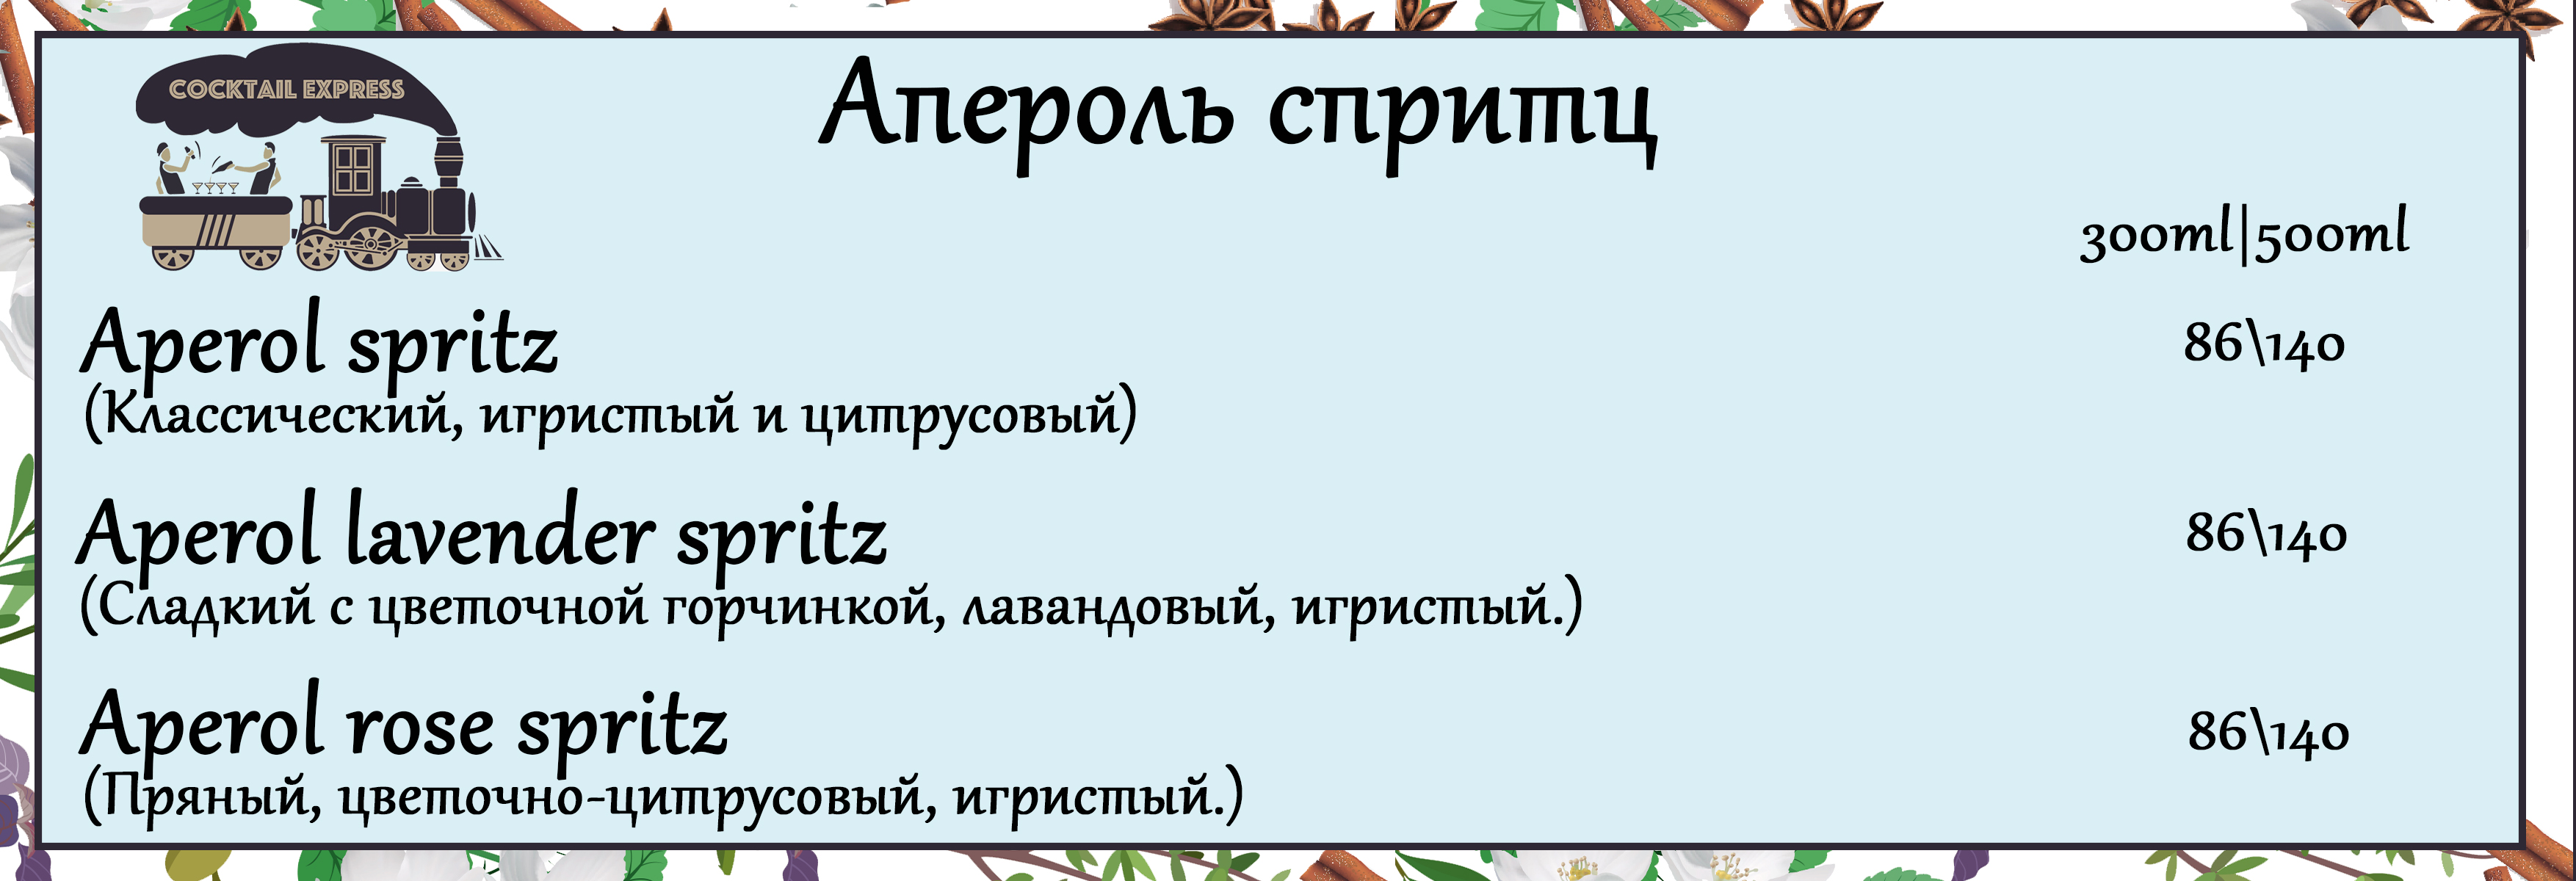 COCKTAIL EXPRESS
Апероль спритц
300ml|500ml
Aperol spritz 86\140
(Классический, игристый и цитрусовый)
Aperol lavender spritz 86\140
(Сладкий с цветочной горчинкой, лавандовый, игристый.)
Aperol rose spritz 86\140
(Пряный, цветочно-цитрусовый, игристый.)